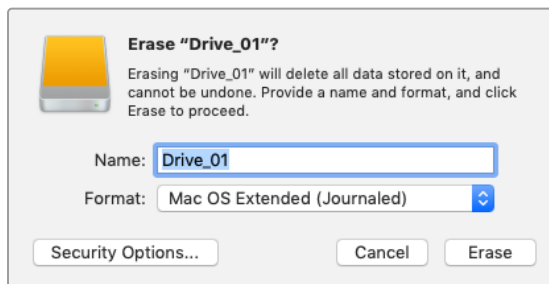 Erase “Drive_01”?
Erasing “Drive_01” will delete all data stored on it, and
cannot be undone. Provide a name and format, and click
Erase to proceed.
Name: Drive_01
Format: Mac OS Extended (Journaled)
Security Options... Cancel Erase